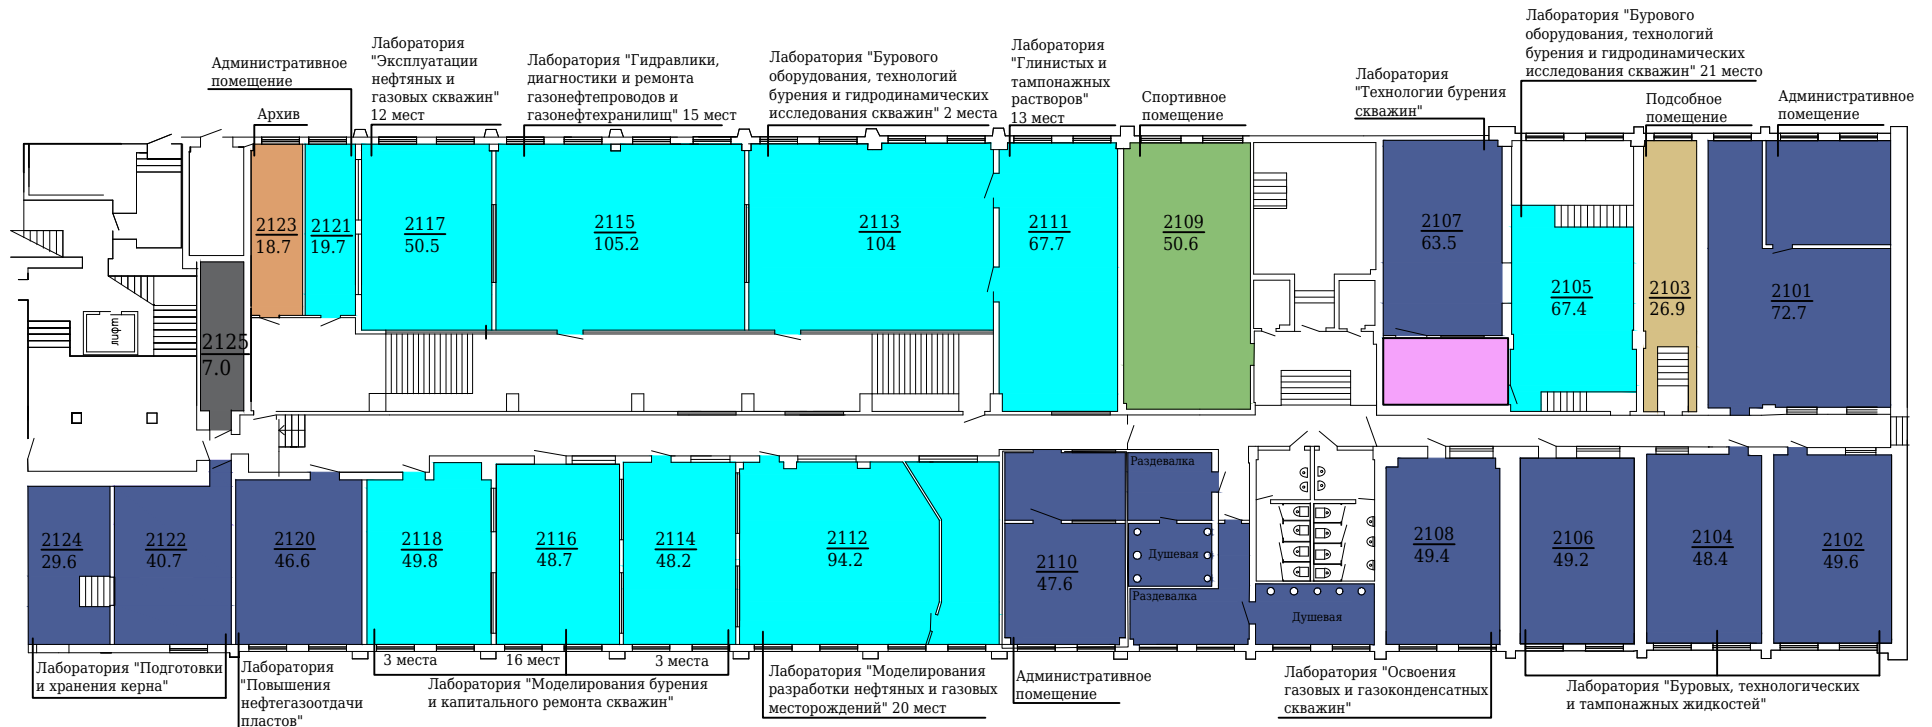 Административное
помещение
Архив
Лаборатория
"Эксплуатации
нефтяных и
газовых скважин"
12 мест
Лаборатория "Гидравлики,
диагностики и ремонта
газонефтепроводов и
газонефтехранилищ" 15 мест
Лаборатория "Бурового
оборудования, технологий
бурения и гидродинамических
исследования скважин" 2 места
Лаборатория
"Глинистых и
тампонажных
растворов"
13 мест
Спортивное
помещение
Лаборатория
"Технологии бурения
скважин"
Лаборатория "Бурового
оборудования, технологий
бурения и гидродинамических
исследования скважин" 21 место
Подсобное
помещение
Административное
помещение
2123
18.7
2121
19.7
2117
50.5
2115
105.2
2113
104
2111
67.7
2109
50.6
2107
63.5
2105
67.4
2103
26.9
2101
72.7
лифт
2125
7.0
2124
29.6
2122
40.7
2120
46.6
2118
49.8
2116
48.7
2114
48.2
2112
94.2
2110
47.6
Раздевалка
Душевая
Раздевалка
Душевая
2108
49.4
2106
49.2
2104
48.4
2102
49.6
Лаборатория "Подготовки
и хранения керна"
Лаборатория
"Повышения
нефтегазоотдачи
пластов"
3 места
16 мест
3 места
Лаборатория "Моделирования бурения
и капитального ремонта скважин"
Лаборатория "Моделирования
разработки нефтяных и газовых
месторождений" 20 мест
Административное
помещение
Лаборатория "Освоения
газовых и газоконденсатных
скважин"
Лаборатория "Буровых, технологических
и тампонажных жидкостей"